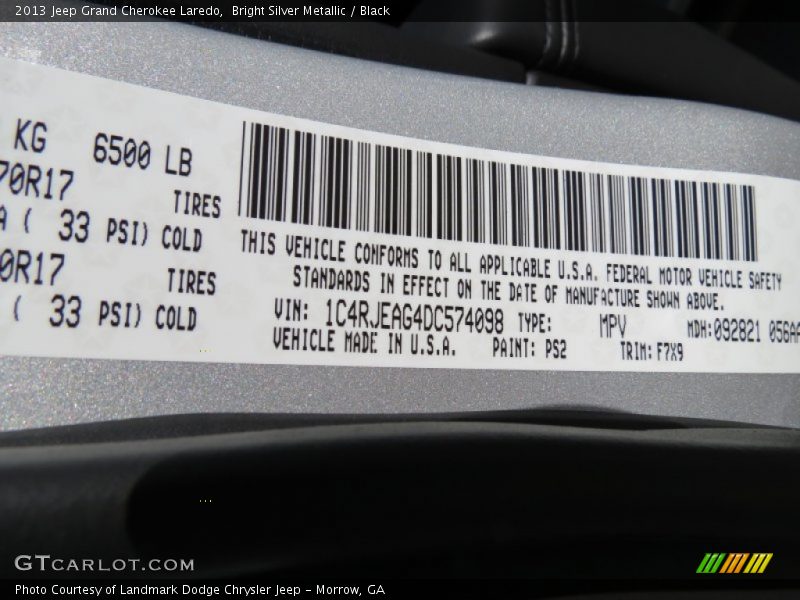 2013 Jeep Grand Cherokee Laredo,  Bright Silver Metallic / Black
KG 6500 LB
70R17 TIRES
( 33 PSI) COLD
0R17 TIRES
( 33 PSI) COLD
THIS VEHICLE CONFORMS TO ALL APPLICABLE U.S.A. FEDERAL MOTOR VEHICLE SAFETY
STANDARDS IN EFFECT ON THE DATE OF MANUFACTURE SHOWN ABOVE.
VIN: 1C4RJEAG4DC574098 TYPE: MPV MDH:092821 056AA
VEHICLE MADE IN U.S.A. PAINT: PS2 TRIM: F7X9
GTCARLOT.COM
Photo Courtesy of Landmark Dodge Chrysler Jeep - Morrow, GA